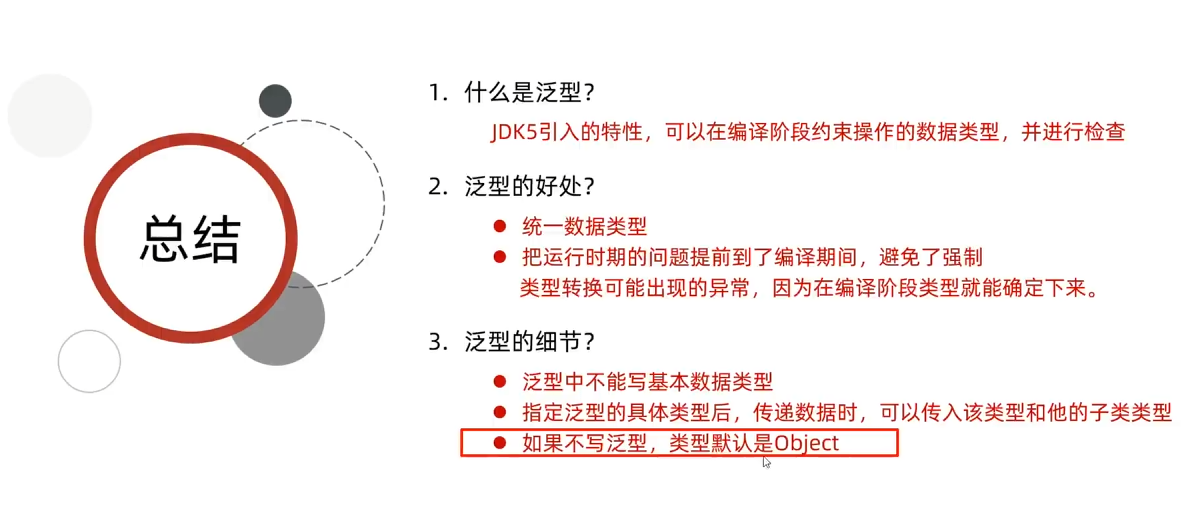 总结
1. 什么是泛型？
JDK5引入的特性，可以在编译阶段约束操作的数据类型，并进行检查
2. 泛型的好处？
● 统一数据类型
● 把运行时期的问题提前到了编译期间，避免了强制
类型转换可能出现的异常，因为在编译阶段类型就能确定下来。
3. 泛型的细节？
● 泛型中不能写基本数据类型
● 指定泛型的具体类型后，传递数据时，可以传入该类型和他的子类类型
● 如果不写泛型，类型默认是Object